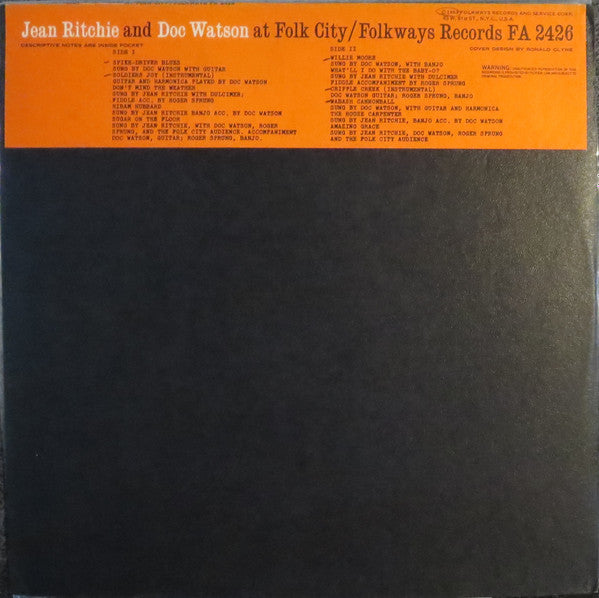 Jean Ritchie and Doc Watson at Folk City/Folkways Records FA 2426
DESCRIPTIVE NOTES ARE INSIDE POCKET
COVER DESIGN BY RONALD CLYNE
FOLKWAYS RECORDS AND SERVICE CORP.
N.Y.C., U.S.A.
SIDE I
SPIKE-DRIVER BLUES
SUNG BY DOC WATSON WITH GUITAR
SOLDIERS JOY (INSTRUMENTAL)
GUITAR AND HARMONICA PLAYED BY DOC WATSON
DON'T MIND THE WEATHER
SUNG BY JEAN RITCHIE WITH DULCIMER;
FIDDLE ACC. BY ROGER SPRUNG
HIRAM HUBBARD
SUNG BY JEAN RITCHIE BANJO ACC. BY DOC WATSON
SUGAR ON THE FLOOR
SUNG BY JEAN RITCHIE, WITH DOC WATSON, ROGER
SPRUNG, AND THE FOLK CITY AUDIENCE. ACCOMPANIMENT
DOC WATSON, GUITAR; ROGER SPRUNG, BANJO.
SIDE II
WILLIE MOORE
SUNG BY DOC WATSON, WITH BANJO
WHAT'LL I DO WITH THE BABY-O?
SUNG BY JEAN RITCHIE WITH DULCIMER
FIDDLE ACCOMPANIMENT BY ROGER SPRUNG
CRIPPLE CREEK (INSTRUMENTAL)
DOC WATSON GUITAR; ROGER SPRUNG, BANJO
WABASH CANNONBALL
SUNG BY DOC WATSON, WITH GUITAR AND HARMONICA
THE HOUSE CARPENTER
SUNG BY JEAN RITCHIE, BANJO ACC. BY DOC WATSON
AMAZING GRACE
SUNG BY JEAN RITCHIE, DOC WATSON, ROGER SPRUNG
AND THE FOLK CITY AUDIENCE
WARNING: